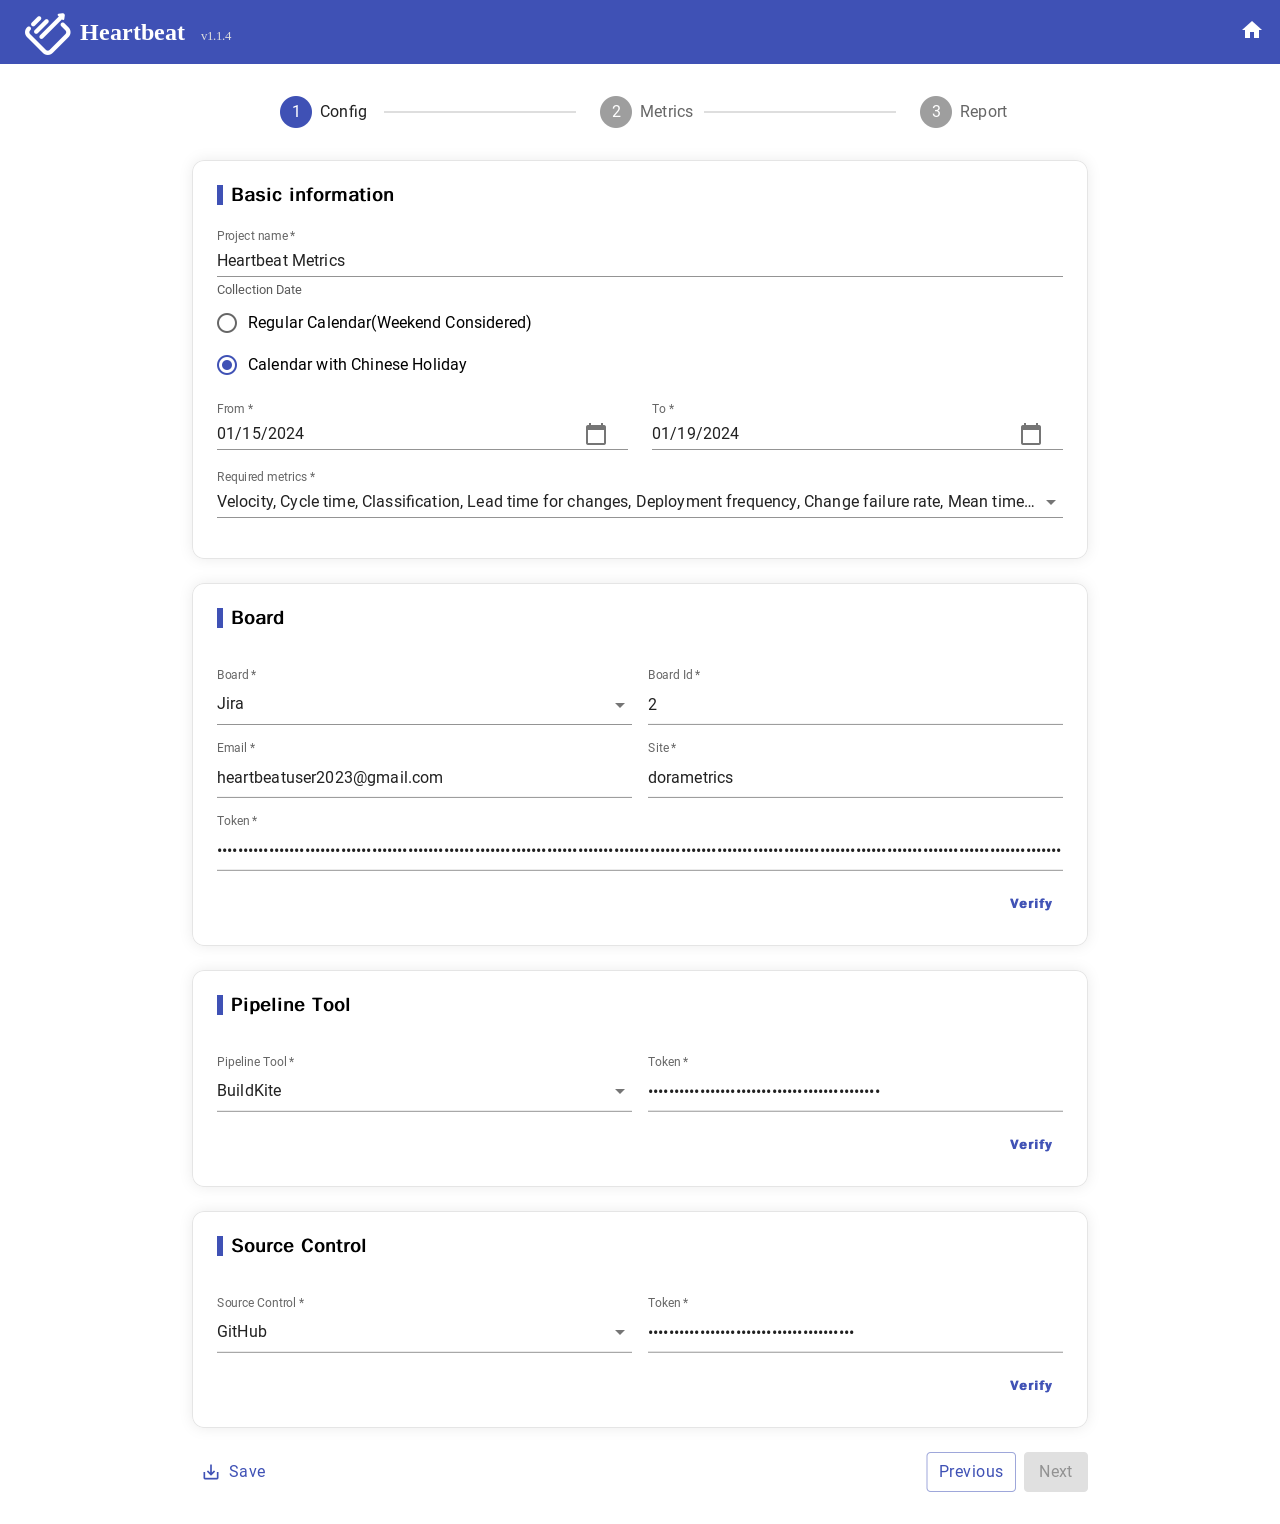 Heartbeat v1.1.4
1 Config 2 Metrics 3 Report
Basic information
Project name *
Heartbeat Metrics
Collection Date
Regular Calendar(Weekend Considered)
Calendar with Chinese Holiday
From * To *
01/15/2024 01/19/2024
Required metrics *
Velocity, Cycle time, Classification, Lead time for changes, Deployment frequency, Change failure rate, Mean time...
Board
Board * Board Id *
Jira 2
Email * Site *
heartbeatuser2023@gmail.com dorametrics
Token *
Verify
Pipeline Tool
Pipeline Tool * Token *
BuildKite
Verify
Source Control
Source Control * Token *
GitHub
Verify
Save Previous Next